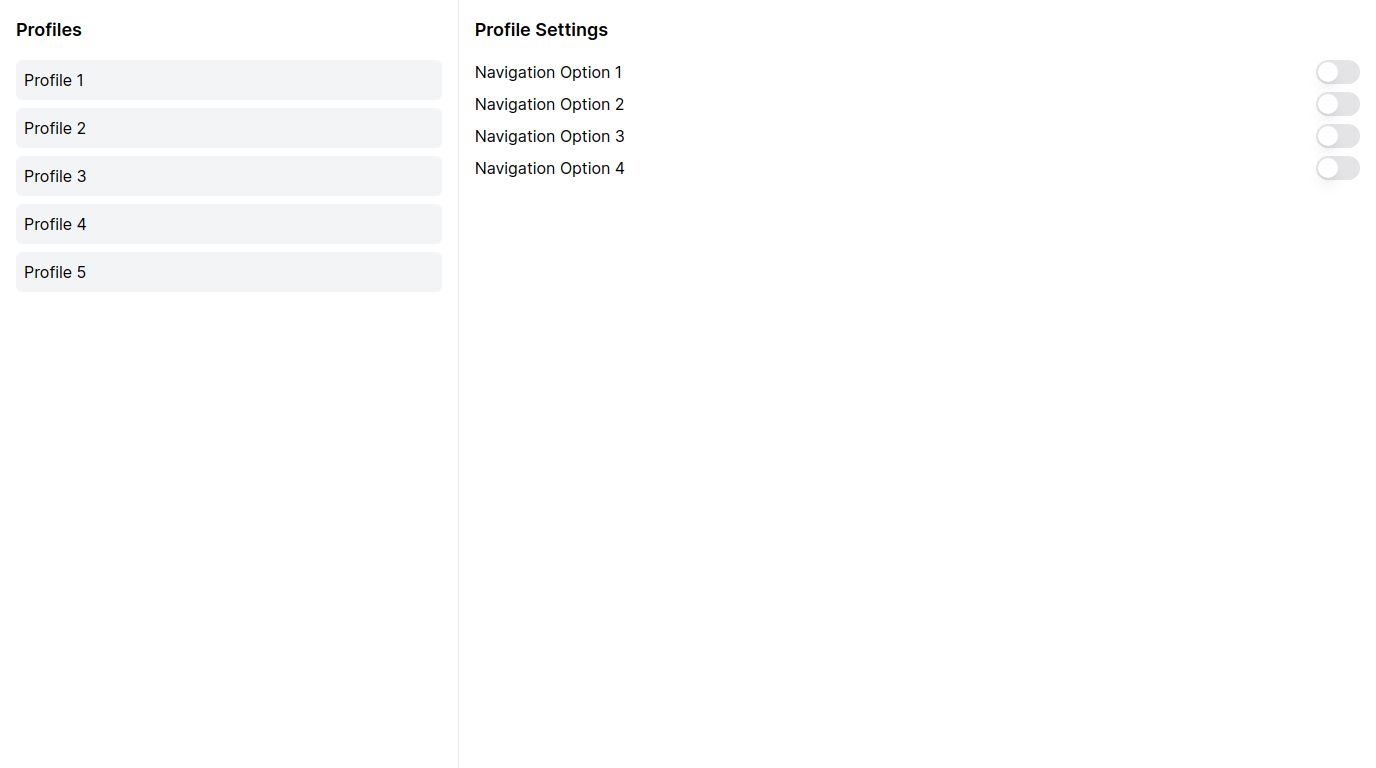 Profiles
Profile 1
Profile 2
Profile 3
Profile 4
Profile 5
Profile Settings
Navigation Option 1
Navigation Option 2
Navigation Option 3
Navigation Option 4